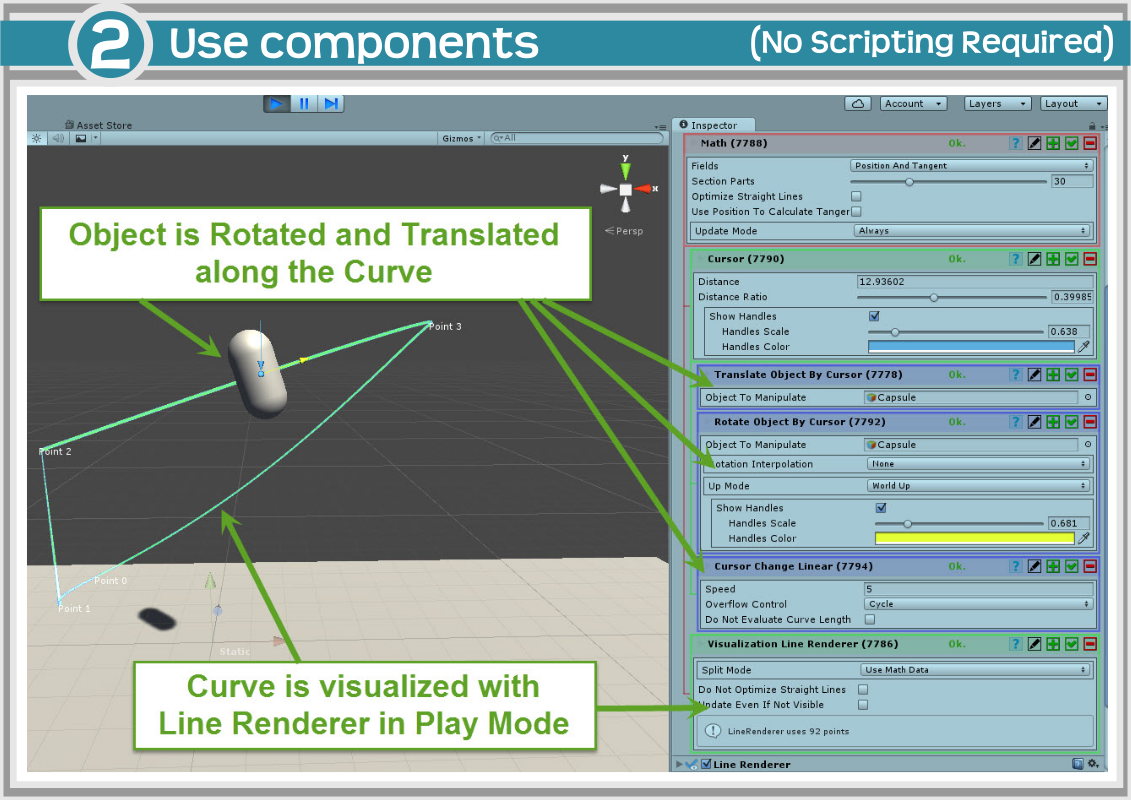 2 Use components (No Scripting Required)
Account
Layers
Layout
Asset Store
Gizmos
All
Inspector
Math (7788) Ok. ?
Fields Position And Tangent
Section Parts 30
Optimize Straight Lines
Use Position To Calculate Tanger
Update Mode Always
y
x
Persp
Object is Rotated and Translated
along the Curve
Cursor (7790) Ok. ?
Distance 12.93602
Distance Ratio 0.39985
Show Handles
Handles Scale 0.638
Handles Color
Translate Object By Cursor (7778) Ok. ?
Object To Manipulate Capsule
Rotate Object By Cursor (7792) Ok. ?
Object To Manipulate Capsule
Rotation Interpolation None
Up Mode World Up
Show Handles
Handles Scale 0.681
Handles Color
Cursor Change Linear (7794) Ok. ?
Speed 5
Overflow Control Cycle
Do Not Evaluate Curve Length
Visualization Line Renderer (7786) Ok. ?
Split Mode Use Math Data
Do Not Optimize Straight Lines
Update Even If Not Visible
LineRenderer uses 92 points
Line Renderer
Point 3
Point 2
Point 0
Point 1
Static
Curve is visualized with
Line Renderer in Play Mode